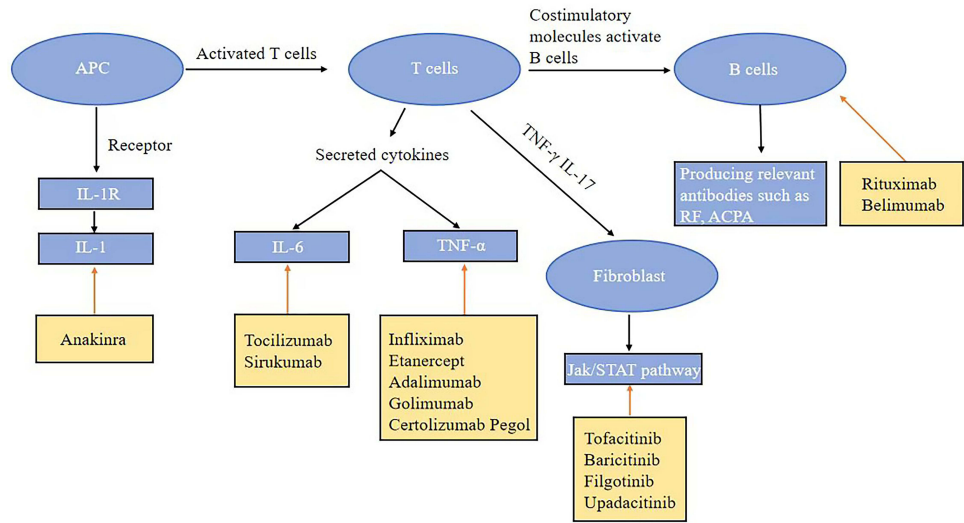 Costimulatory
molecules activate
B cells
APC
Activated T cells
T cells
B cells
Receptor
Secreted cytokines
TNF-γ IL-17
Producing relevant
antibodies such as
RF, ACPA
Rituximab
Belimumab
IL-1R
IL-1
IL-6
TNF-α
Fibroblast
Anakinra
Tocilizumab
Sirukumab
Infliximab
Etanercept
Adalimumab
Golimumab
Certolizumab Pegol
Jak/STAT pathway
Tofacitinib
Baricitinib
Filgotinib
Upadacitinib